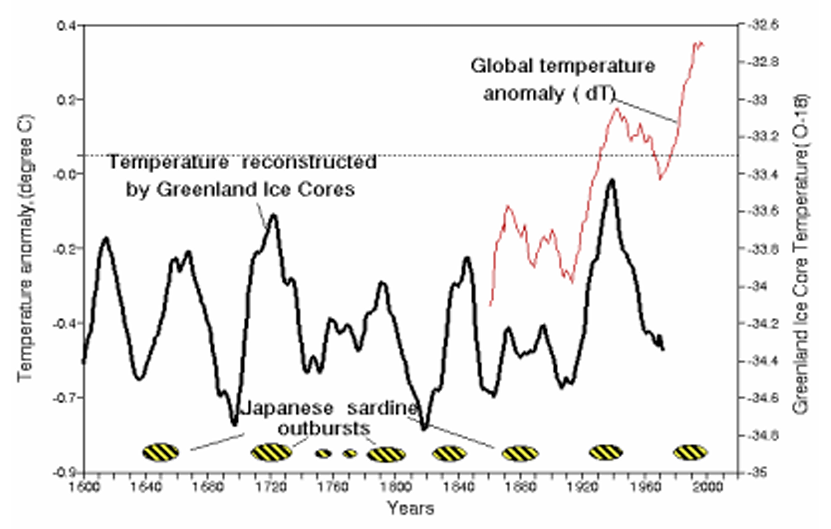 0.4
0.2
-0.0
-0.2
-0.4
-0.7
-0.9
Temperature anomaly, (degree C)
Global temperature
anomaly ( dT)
Temperature reconstructed
by Greenland Ice Cores
Japanese sardine
outbursts
-32.6
-32.8
-33
-33.2
-33.4
-33.6
-33.8
-34
-34.2
-34.4
-34.6
-34.8
-35
Greenland Ice Core Temperature( O-18)
1600 1640 1680 1720 1760 1800 1840 1880 1920 1960 2000
Years